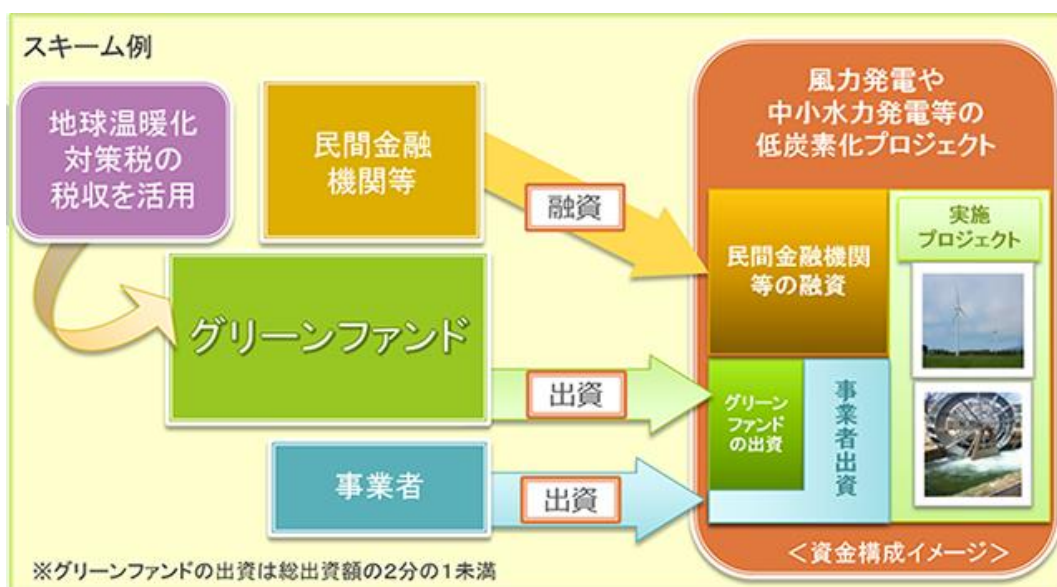 スキーム例
地球温暖化
対策税の
税収を活用
民間金融
機関等
グリーンファンド
事業者
融資
出資
出資
風力発電や
中小水力発電等の
低炭素化プロジェクト
民間金融機関
等の融資
グリーン
ファンド
の出資
事業者出資
実施
プロジェクト
＜資金構成イメージ＞
※グリーンファンドの出資は総出資額の2分の1未満